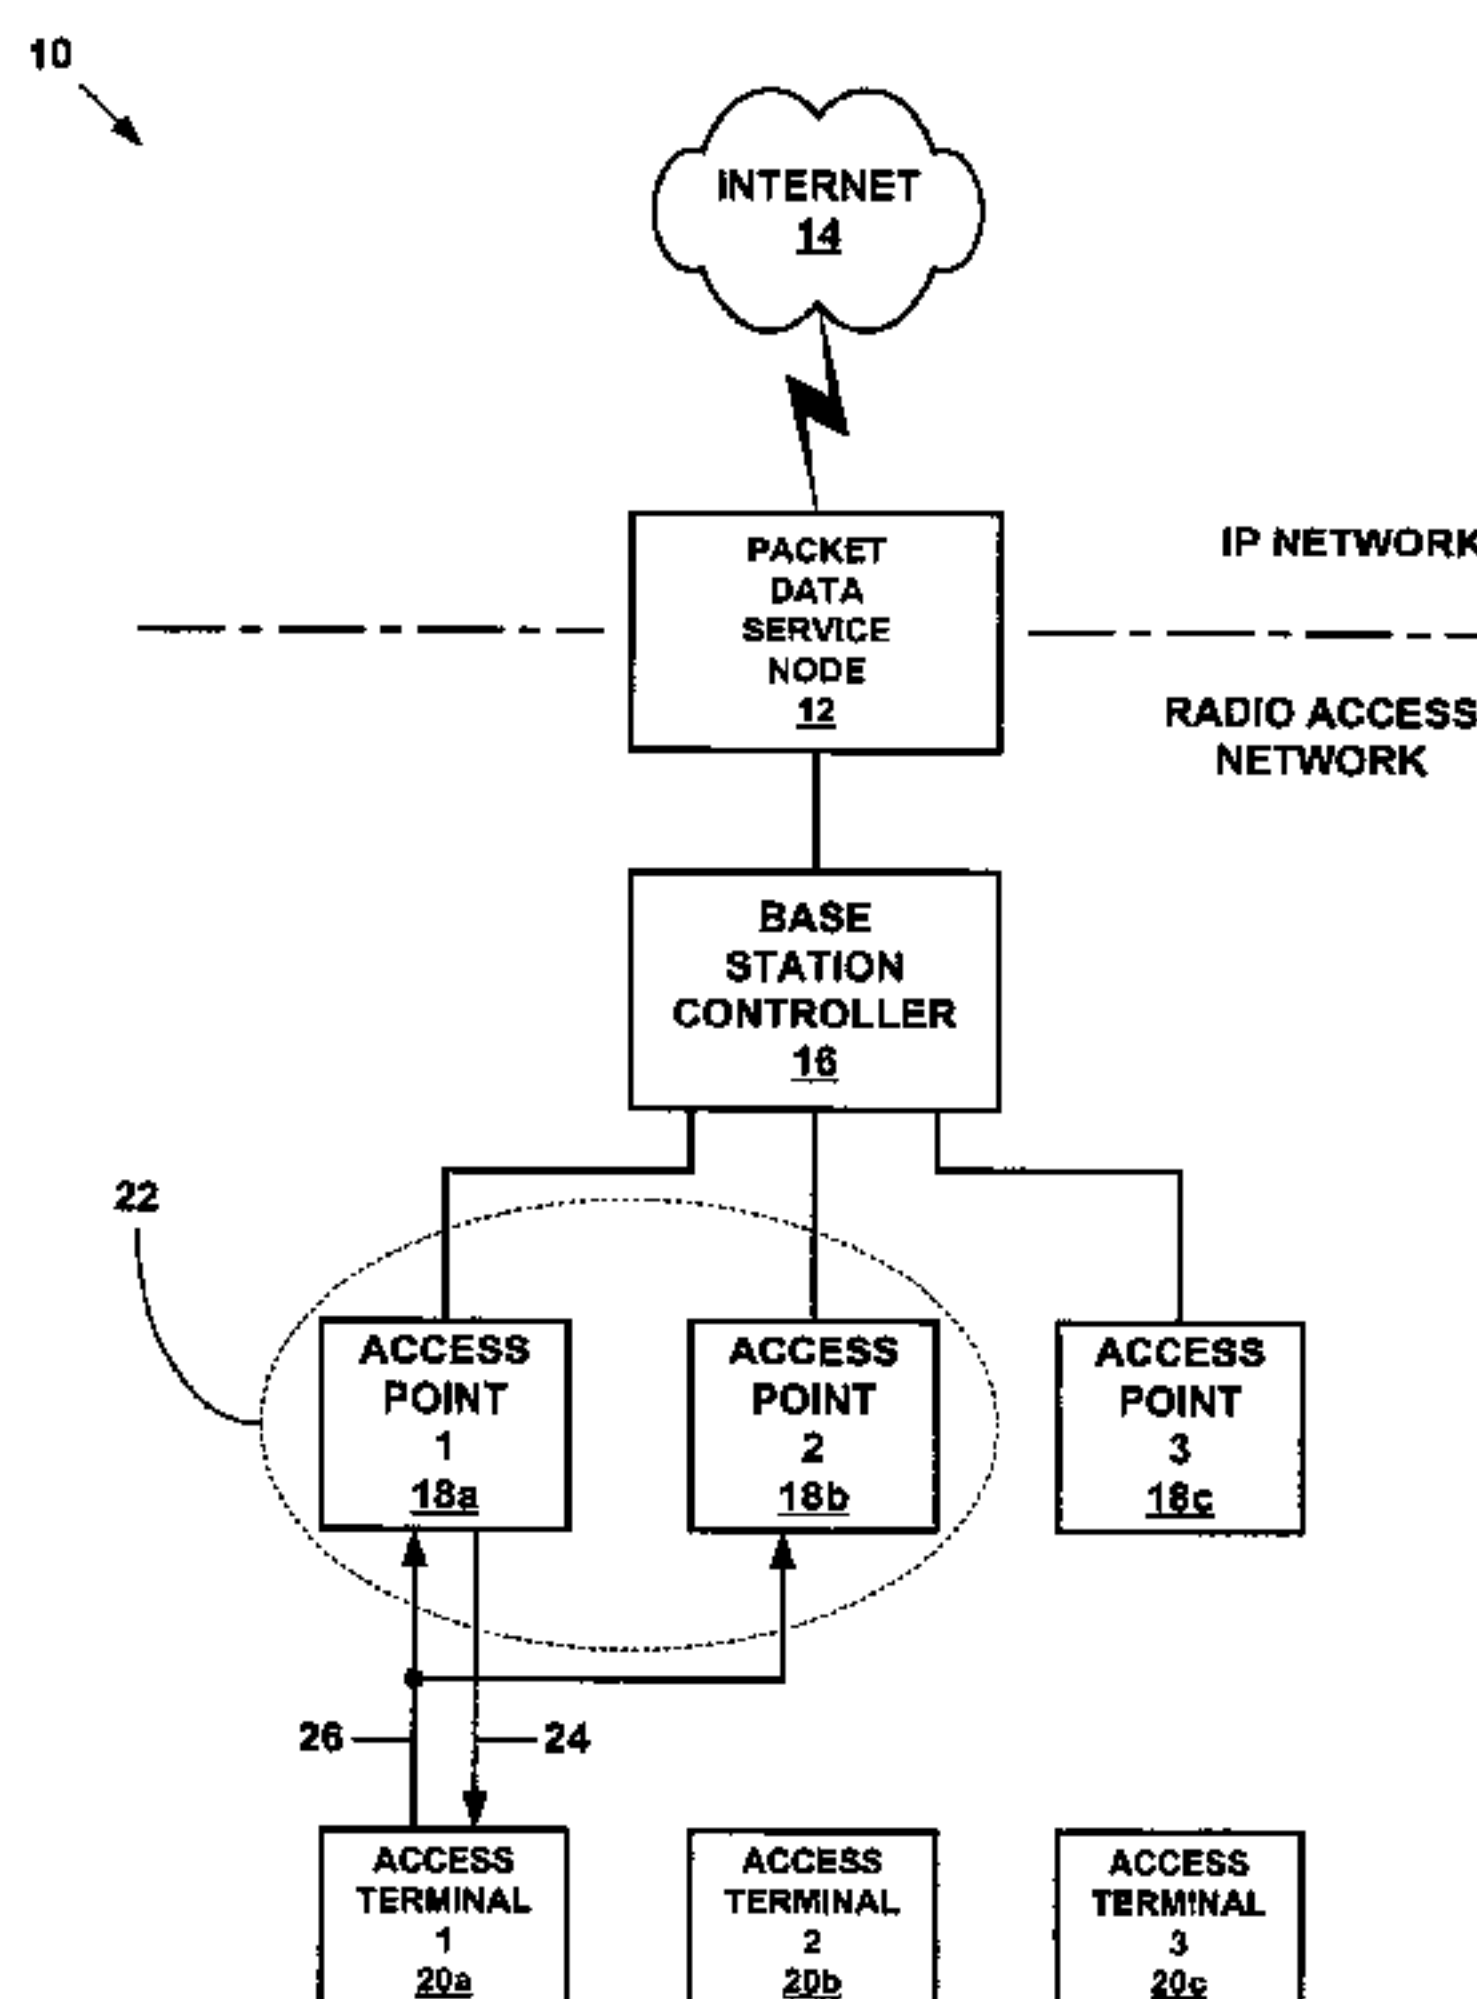 10
INTERNET
14
PACKET
DATA
SERVICE
NODE
12
IP NETWORK
RADIO ACCESS
NETWORK
BASE
STATION
CONTROLLER
16
22
ACCESS
POINT
1
18a
ACCESS
POINT
2
18b
ACCESS
POINT
3
18c
26
24
ACCESS
TERMINAL
1
20a
ACCESS
TERMINAL
2
20b
ACCESS
TERMINAL
3
20c